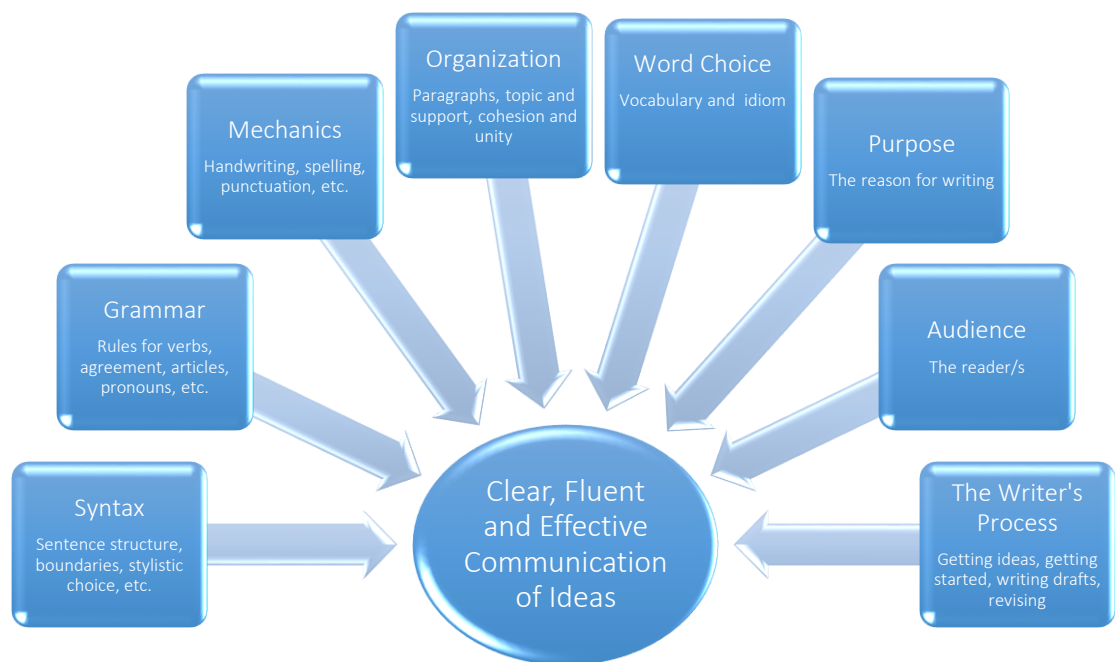 Organization
Paragraphs, topic and
support, cohesion and
unity
Word Choice
Vocabulary and idiom
Mechanics
Handwriting, spelling,
punctuation, etc.
Purpose
The reason for writing
Grammar
Rules for verbs,
agreement, articles,
pronouns, etc.
Audience
The reader/s
Syntax
Sentence structure,
boundaries, stylistic
choice, etc.
Clear, Fluent
and Effective
Communication
of Ideas
The Writer's
Process
Getting ideas, getting
started, writing drafts,
revising